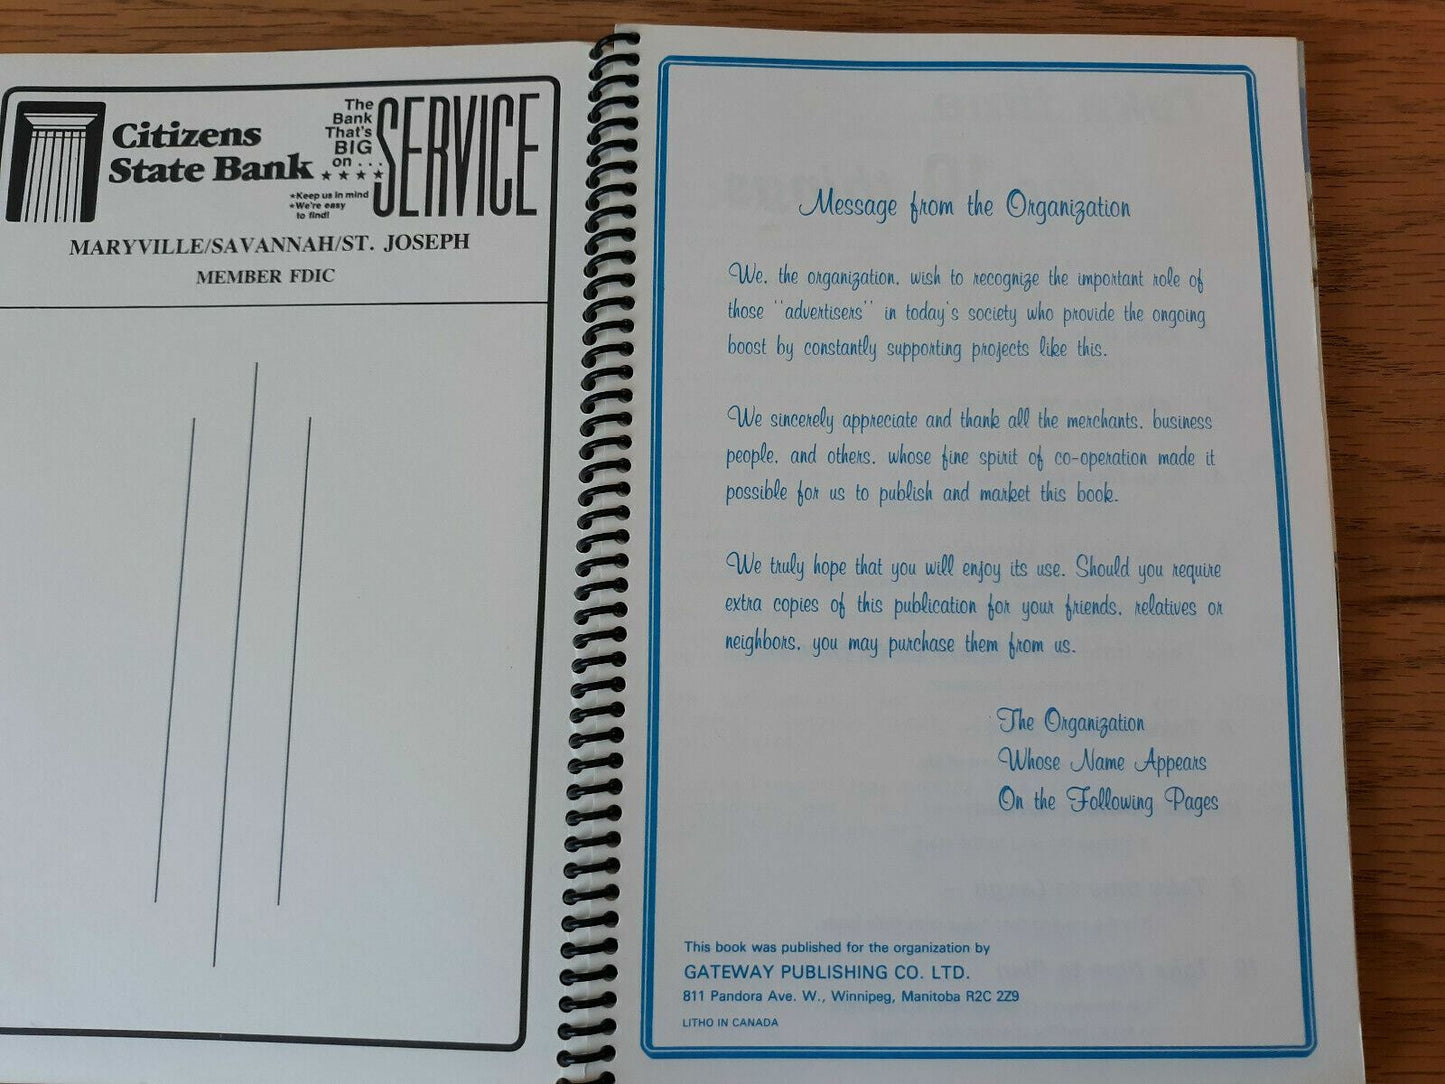 Citizens
State Bank
The
Bank
That's
BIG
on . . .
★ ★ ★ ★
SERVICE
★Keep us in mind
★We're easy
to find!
MARYVILLE/SAVANNAH/ST. JOSEPH
MEMBER FDIC
Message from the Organization
We, the organization, wish to recognize the important role of
those "advertisers" in today's society who provide the ongoing
boost by constantly supporting projects like this.
We sincerely appreciate and thank all the merchants, business
people, and others, whose fine spirit of co-operation made it
possible for us to publish and market this book.
We truly hope that you will enjoy its use. Should you require
extra copies of this publication for your friends, relatives or
neighbors, you may purchase them from us.
The Organization
Whose Name Appears
On the Following Pages
This book was published for the organization by
GATEWAY PUBLISHING CO. LTD.
811 Pandora Ave. W., Winnipeg, Manitoba R2C 2Z9
LITHO IN CANADA